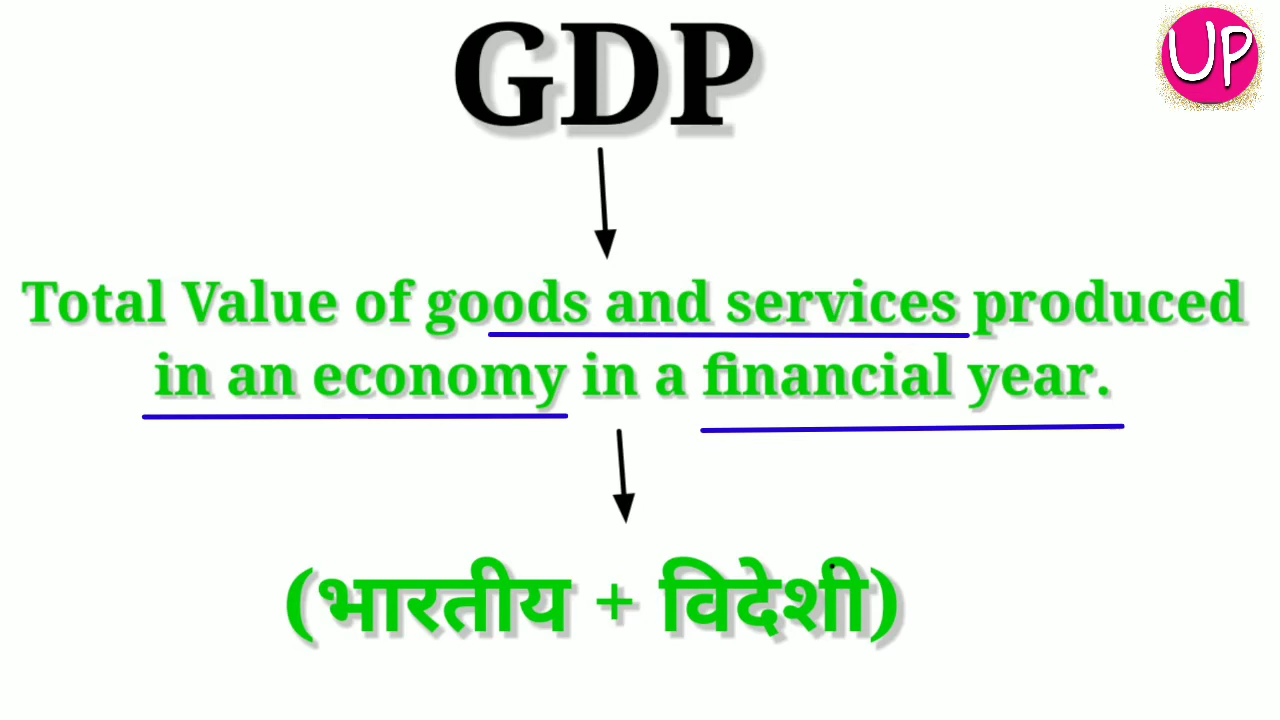 GDP
UP
Total Value of goods and services produced
in an economy in a financial year.
(भारतीय + विदेशी)